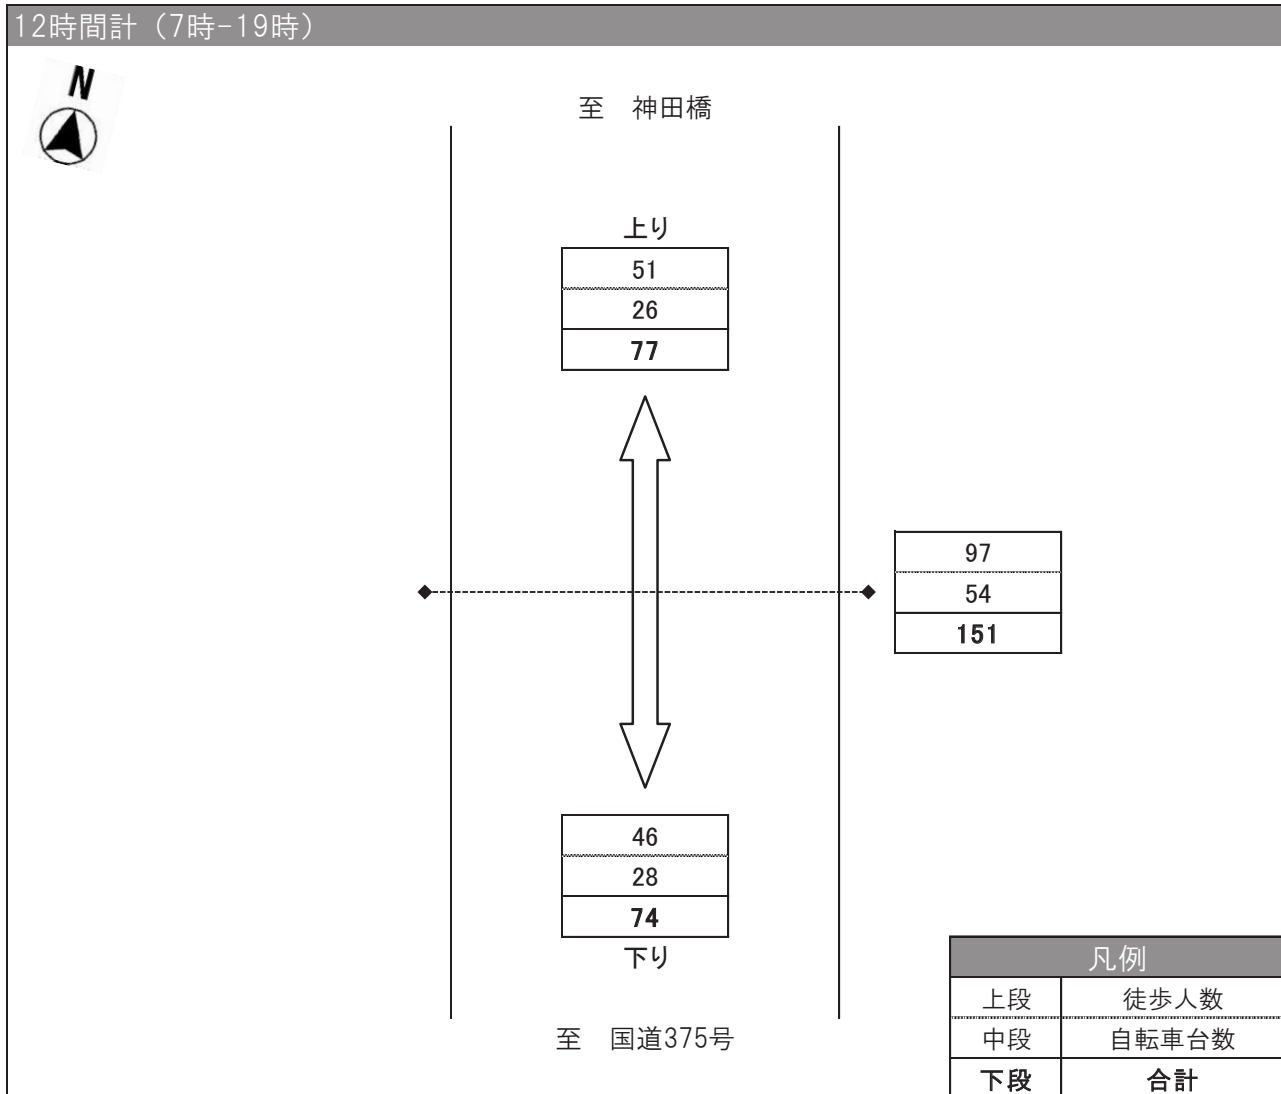 12時間計（7時-19時）
N
至　神田橋
上り
51
26
77
97
54
151
46
28
74
下り
至　国道375号
凡例
上段　徒歩人数
中段　自転車台数
下段　合計